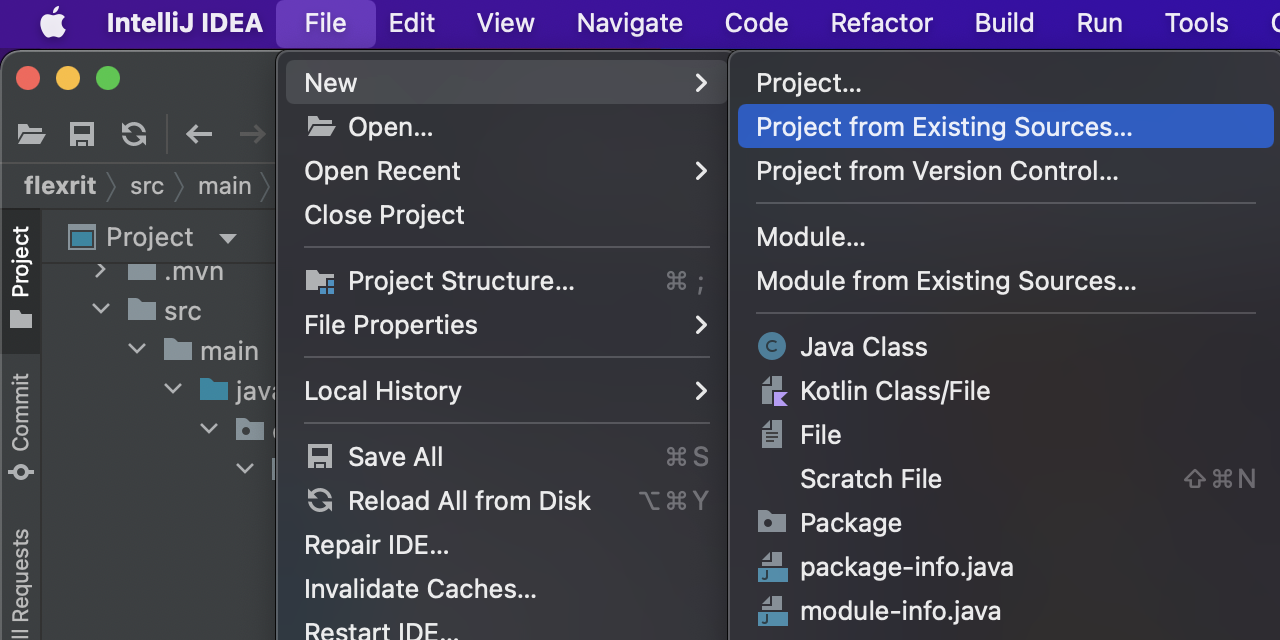 IntelliJ IDEA File Edit View Navigate Code Refactor Build Run Tools
flexrit src main
Project
.mvn
src
main
java
Project
Commit
Requests
New
Open...
Open Recent
Close Project
Project Structure... ⌘ ;
File Properties
Local History
Save All ⌘ S
Reload All from Disk ⌥ ⌘ Y
Repair IDE...
Invalidate Caches...
Restart IDE...
Project...
Project from Existing Sources...
Project from Version Control...
Module...
Module from Existing Sources...
Java Class
Kotlin Class/File
File
Scratch File ⇧ ⌘ N
Package
package-info.java
module-info.java